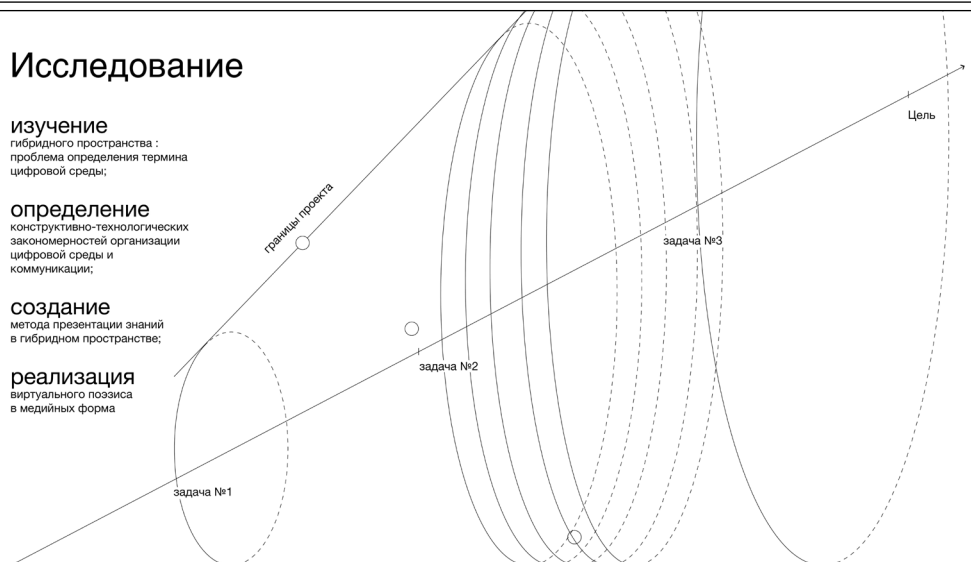 Исследование
изучение
гибридного пространства :
проблема определения термина
цифровой среды;
определение
конструктивно-технологических
закономерностей организации
цифровой среды и
коммуникации;
создание
метода презентации знаний
в гибридном пространстве;
реализация
виртуального поэзиса
в медийных форма
границы проекта
задача №1
задача №2
задача №3
Цель